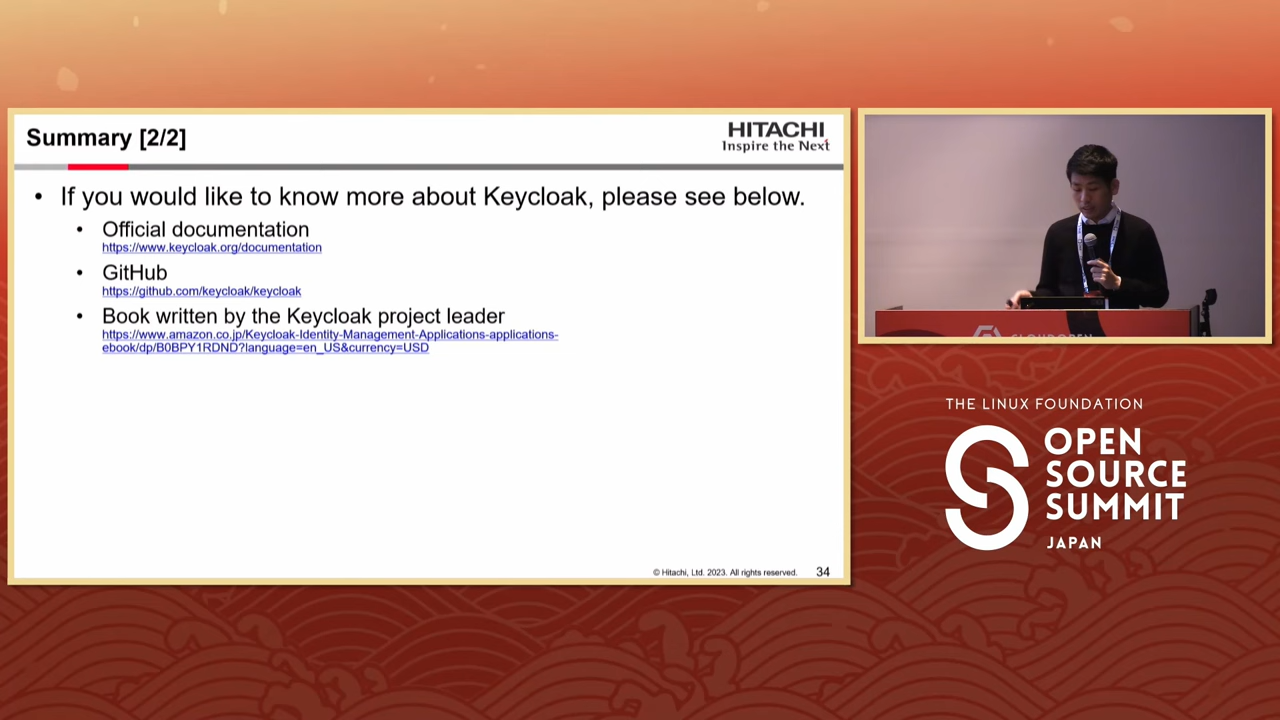 Summary [2/2]
HITACHI
Inspire the Next
• If you would like to know more about Keycloak, please see below.
• Official documentation
https://www.keycloak.org/documentation
• GitHub
https://github.com/keycloak/keycloak
• Book written by the Keycloak project leader
https://www.amazon.co.jp/Keycloak-Identity-Management-Applications-applications-
ebook/dp/B0BPY1RDND?language=en_US&currency=USD
© Hitachi, Ltd. 2023. All rights reserved.
34
CLOUDOPEN
THE LINUX FOUNDATION
OPEN
SOURCE
SUMMIT
JAPAN